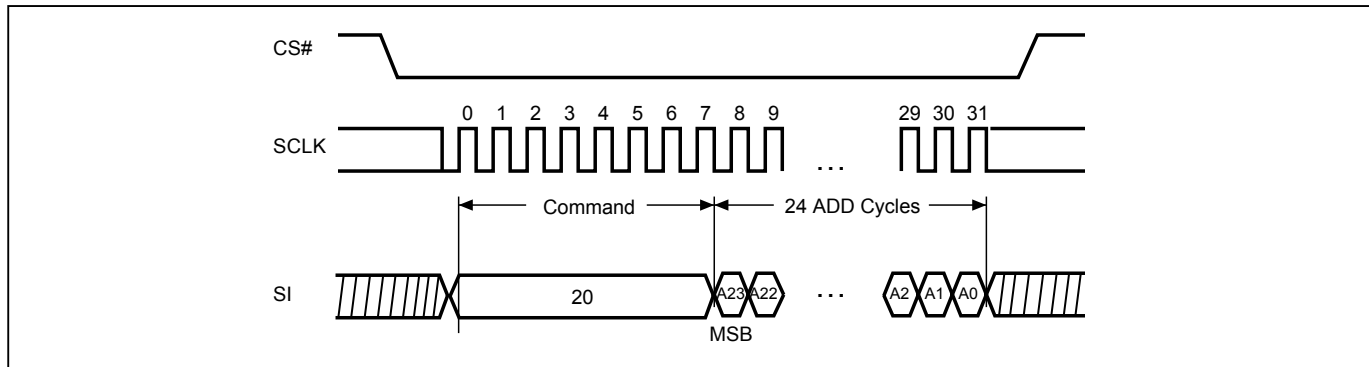 CS#
0 1 2 3 4 5 6 7 8 9 29 30 31
SCLK
...
Command 24 ADD Cycles
SI 20 A23 A22 ... A2 A1 A0
MSB